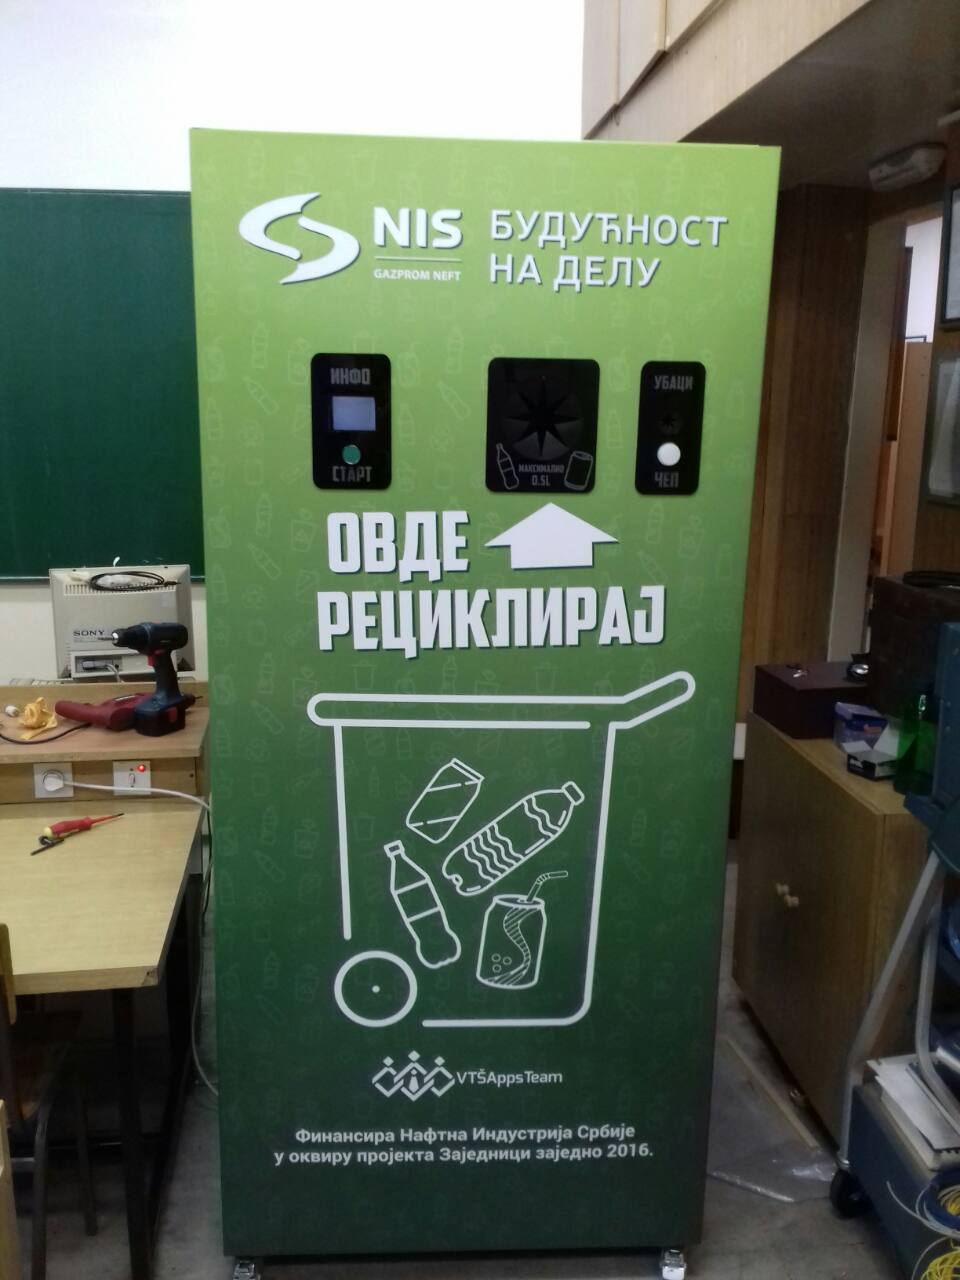 NIS
GAZPROM NEFT
БУДУЋНОСТ
НА ДЕЛУ
ИНФО
СТАРТ
МАКСИМАЛНО
0.5L
УБАЦИ
ЧЕП
ОВДЕ
РЕЦИКЛИРАЈ
SONY
VTŠAppsTeam
Финансира Нафтна Индустрија Србије
у оквиру пројекта Заједници заједно 2016.